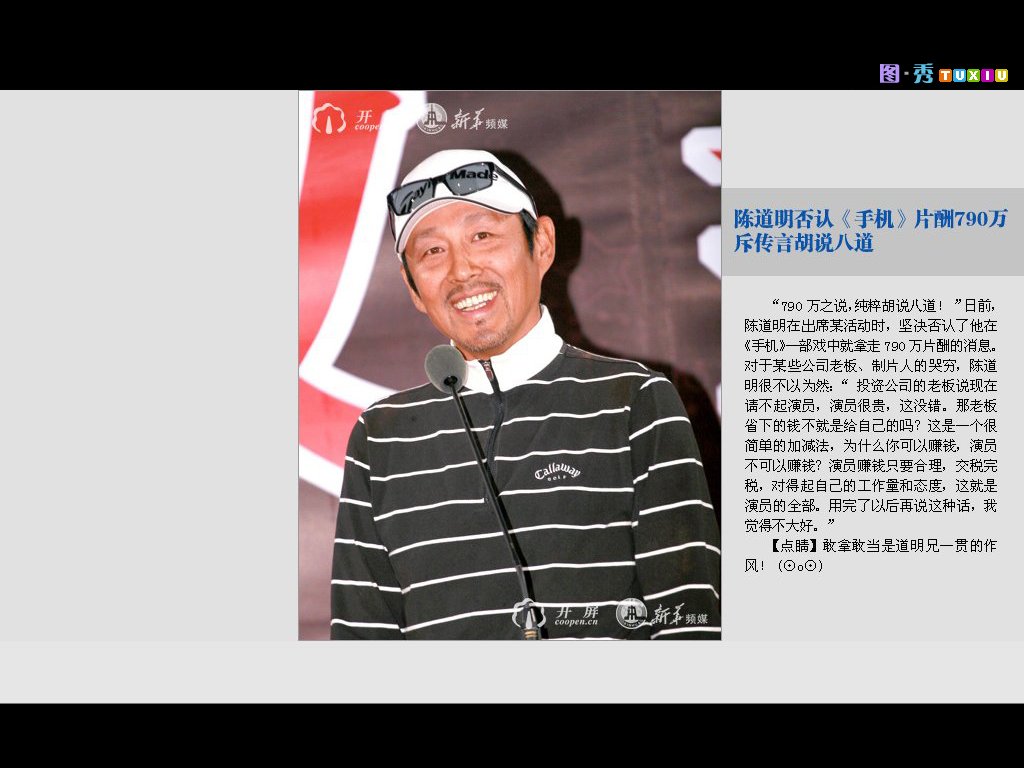 图·秀 TUXIU
开
coope
新华频媒
Made
陈道明否认《手机》片酬790万
斥传言胡说八道
“790 万之说,纯粹胡说八道！”日前,
陈道明在出席某活动时，坚决否认了他在
《手机》一部戏中就拿走 790 万片酬的消息。
对于某些公司老板、制片人的哭穷，陈道
明很不以为然:“ 投资公司的老板说现在
请不起演员，演员很贵，这没错。那老板
省下的钱不就是给自己的吗？这是一个很
简单的加减法，为什么你可以赚钱，演员
不可以赚钱？演员赚钱只要合理，交税完
税，对得起自己的工作量和态度，这就是
演员的全部。用完了以后再说这种话，我
觉得不大好。”
【点睛】敢拿敢当是道明兄一贯的作
风！ (⊙o⊙)
Callaway
GOLF
开屏
coopen.cn
新华频媒